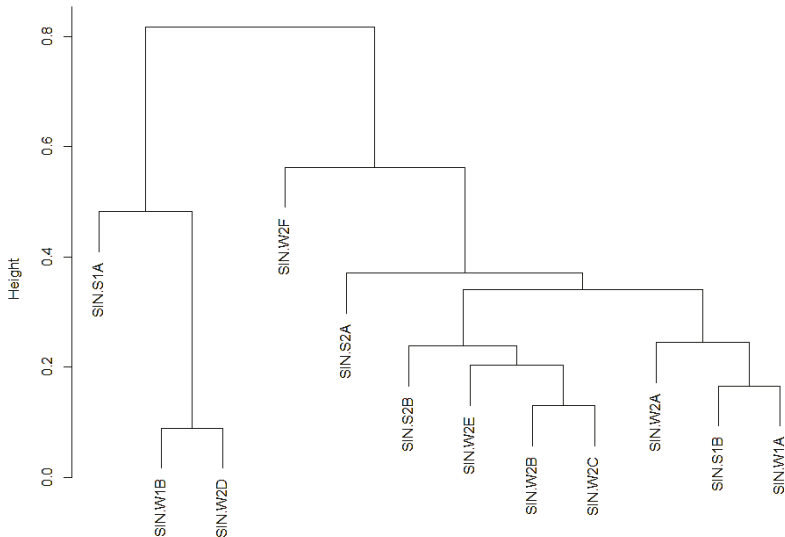 Height
0.8
0.6
0.4
0.2
0.0
SIN.S1A
SIN.W1B
SIN.W2D
SIN.W2F
SIN.S2A
SIN.S2B
SIN.W2E
SIN.W2B
SIN.W2C
SIN.W2A
SIN.S1B
SIN.W1A